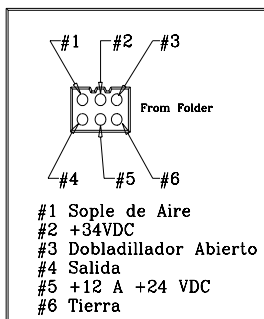 #1 #2 #3
From Folder
#4 #5 #6
#1 Sople de Aire
#2 +34VDC
#3 Dobladillador Abierto
#4 Salida
#5 +12 A +24 VDC
#6 Tierra